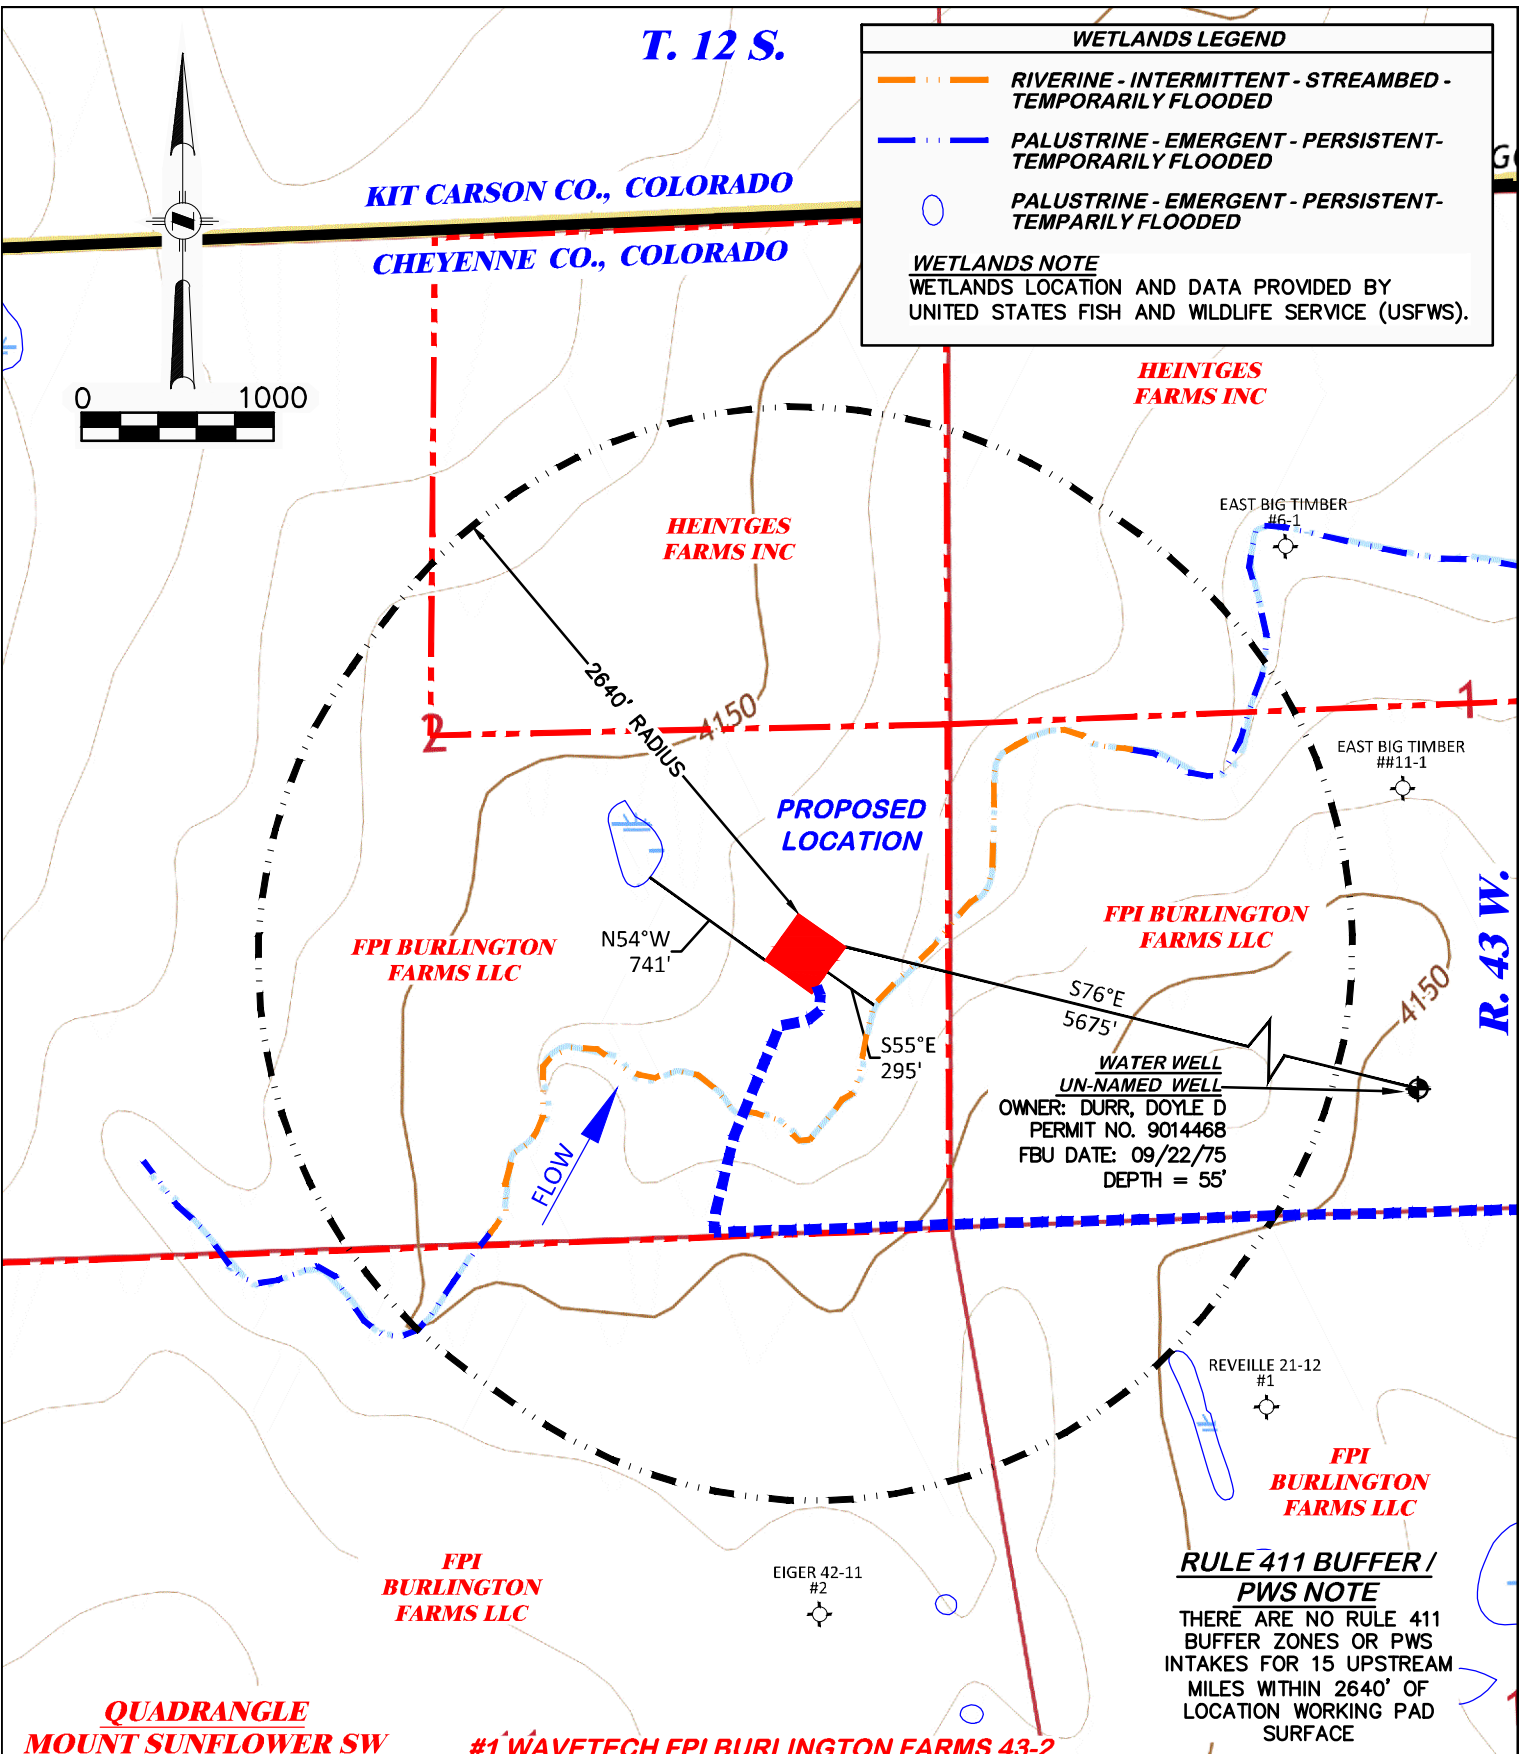 T. 12 S.
WETLANDS LEGEND
RIVERINE - INTERMITTENT - STREAMBED -
TEMPORARILY FLOODED
PALUSTRINE - EMERGENT - PERSISTENT-
TEMPORARILY FLOODED
PALUSTRINE - EMERGENT - PERSISTENT-
TEMPARILY FLOODED
WETLANDS NOTE
WETLANDS LOCATION AND DATA PROVIDED BY
UNITED STATES FISH AND WILDLIFE SERVICE (USFWS).
KIT CARSON CO., COLORADO
CHEYENNE CO., COLORADO
N
0 1000
HEINTGES
FARMS INC
HEINTGES
FARMS INC
EAST BIG TIMBER
#6-1
2640' RADIUS
4150
2
1
EAST BIG TIMBER
##11-1
PROPOSED
LOCATION
R. 43 W.
FPI BURLINGTON
FARMS LLC
FPI BURLINGTON
FARMS LLC
N54°W
741'
S76°E
5675'
4150
S55°E
295'
WATER WELL
UN-NAMED WELL
OWNER: DURR, DOYLE D
PERMIT NO. 9014468
FBU DATE: 09/22/75
DEPTH = 55'
FLOW
REVEILLE 21-12
#1
FPI
BURLINGTON
FARMS LLC
FPI
BURLINGTON
FARMS LLC
EIGER 42-11
#2
RULE 411 BUFFER /
PWS NOTE
THERE ARE NO RULE 411
BUFFER ZONES OR PWS
INTAKES FOR 15 UPSTREAM
MILES WITHIN 2640' OF
LOCATION WORKING PAD
SURFACE
QUADRANGLE
MOUNT SUNFLOWER SW
#1 WAVETECH FPI BURLINGTON FARMS 43-2